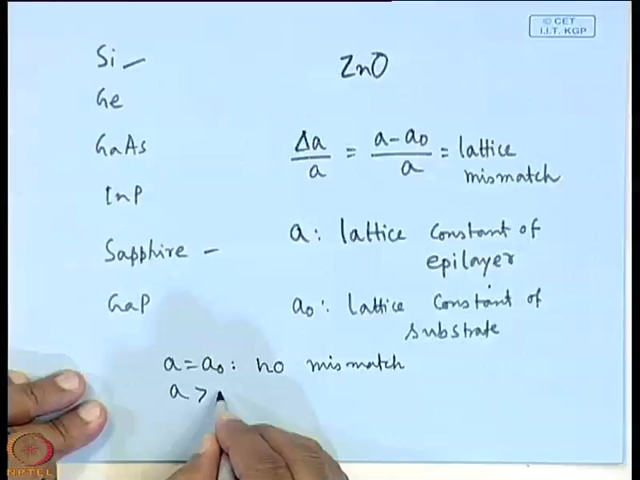 © CET
I.I.T. KGP
Si
Ge
GaAs
InP
Sapphire -
GaP
ZnO
Δa/a = a-a₀/a = lattice mismatch
a: lattice constant of
epilayer
a₀: lattice constant of
substrate
a=a₀: no mismatch
a >
NPTEL